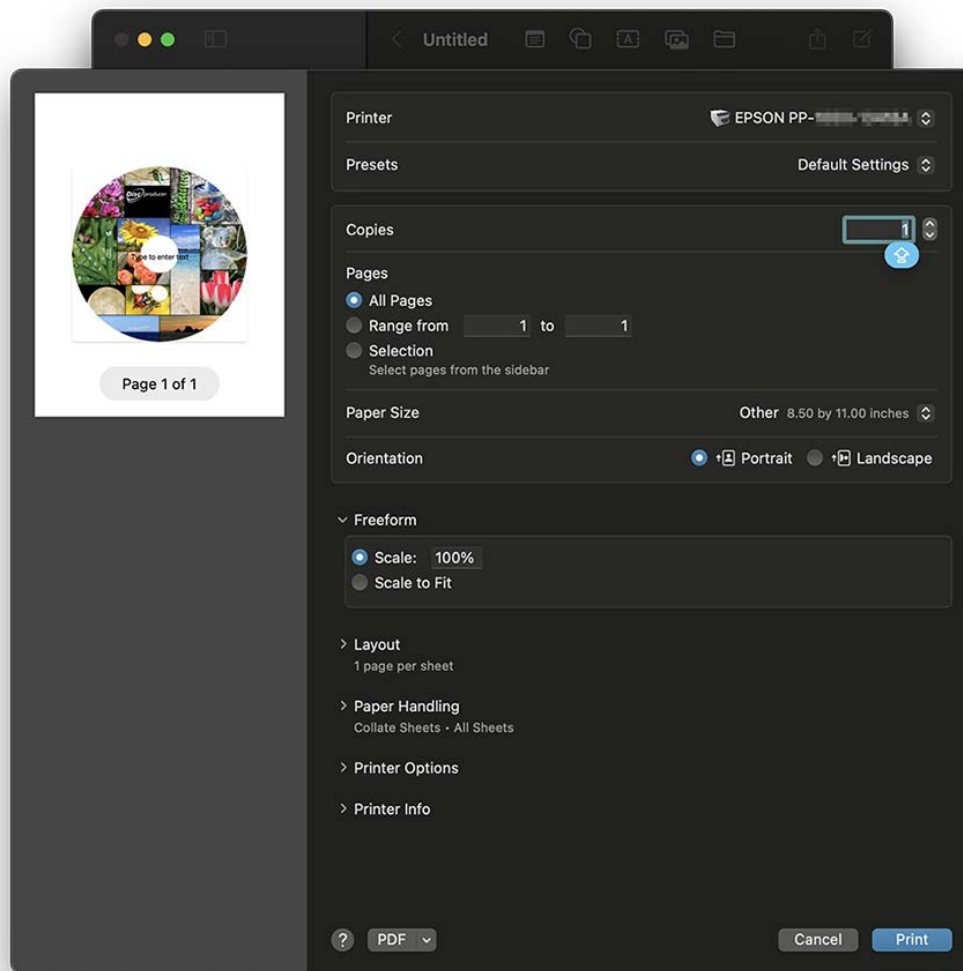 Untitled
Disc producer
Type to enter text
Page 1 of 1
Printer EPSON PP-
Presets Default Settings
Copies 1
Pages
All Pages
Range from 1 to 1
Selection
Select pages from the sidebar
Paper Size Other 8.50 by 11.00 inches
Orientation Portrait Landscape
Freeform
Scale: 100%
Scale to Fit
Layout
1 page per sheet
Paper Handling
Collate Sheets • All Sheets
Printer Options
Printer Info
? PDF Cancel Print